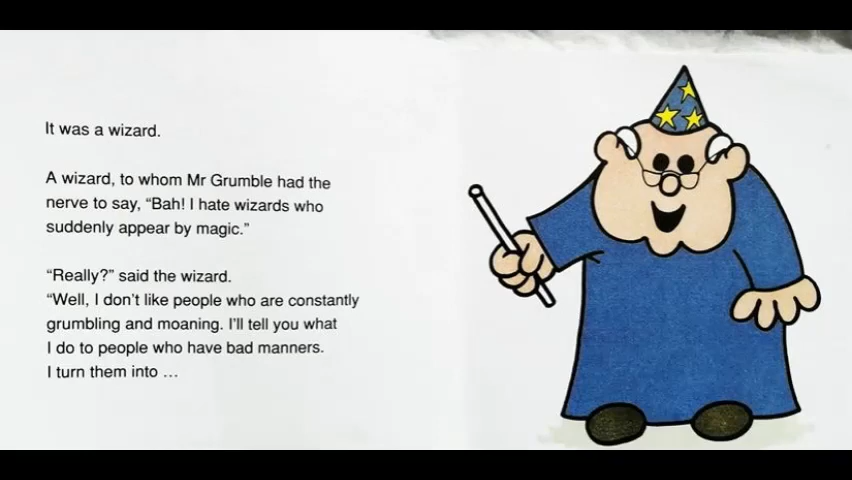 It was a wizard.
A wizard, to whom Mr Grumble had the
nerve to say, “Bah! I hate wizards who
suddenly appear by magic.”
“Really?” said the wizard.
“Well, I don’t like people who are constantly
grumbling and moaning. I’ll tell you what
I do to people who have bad manners.
I turn them into …